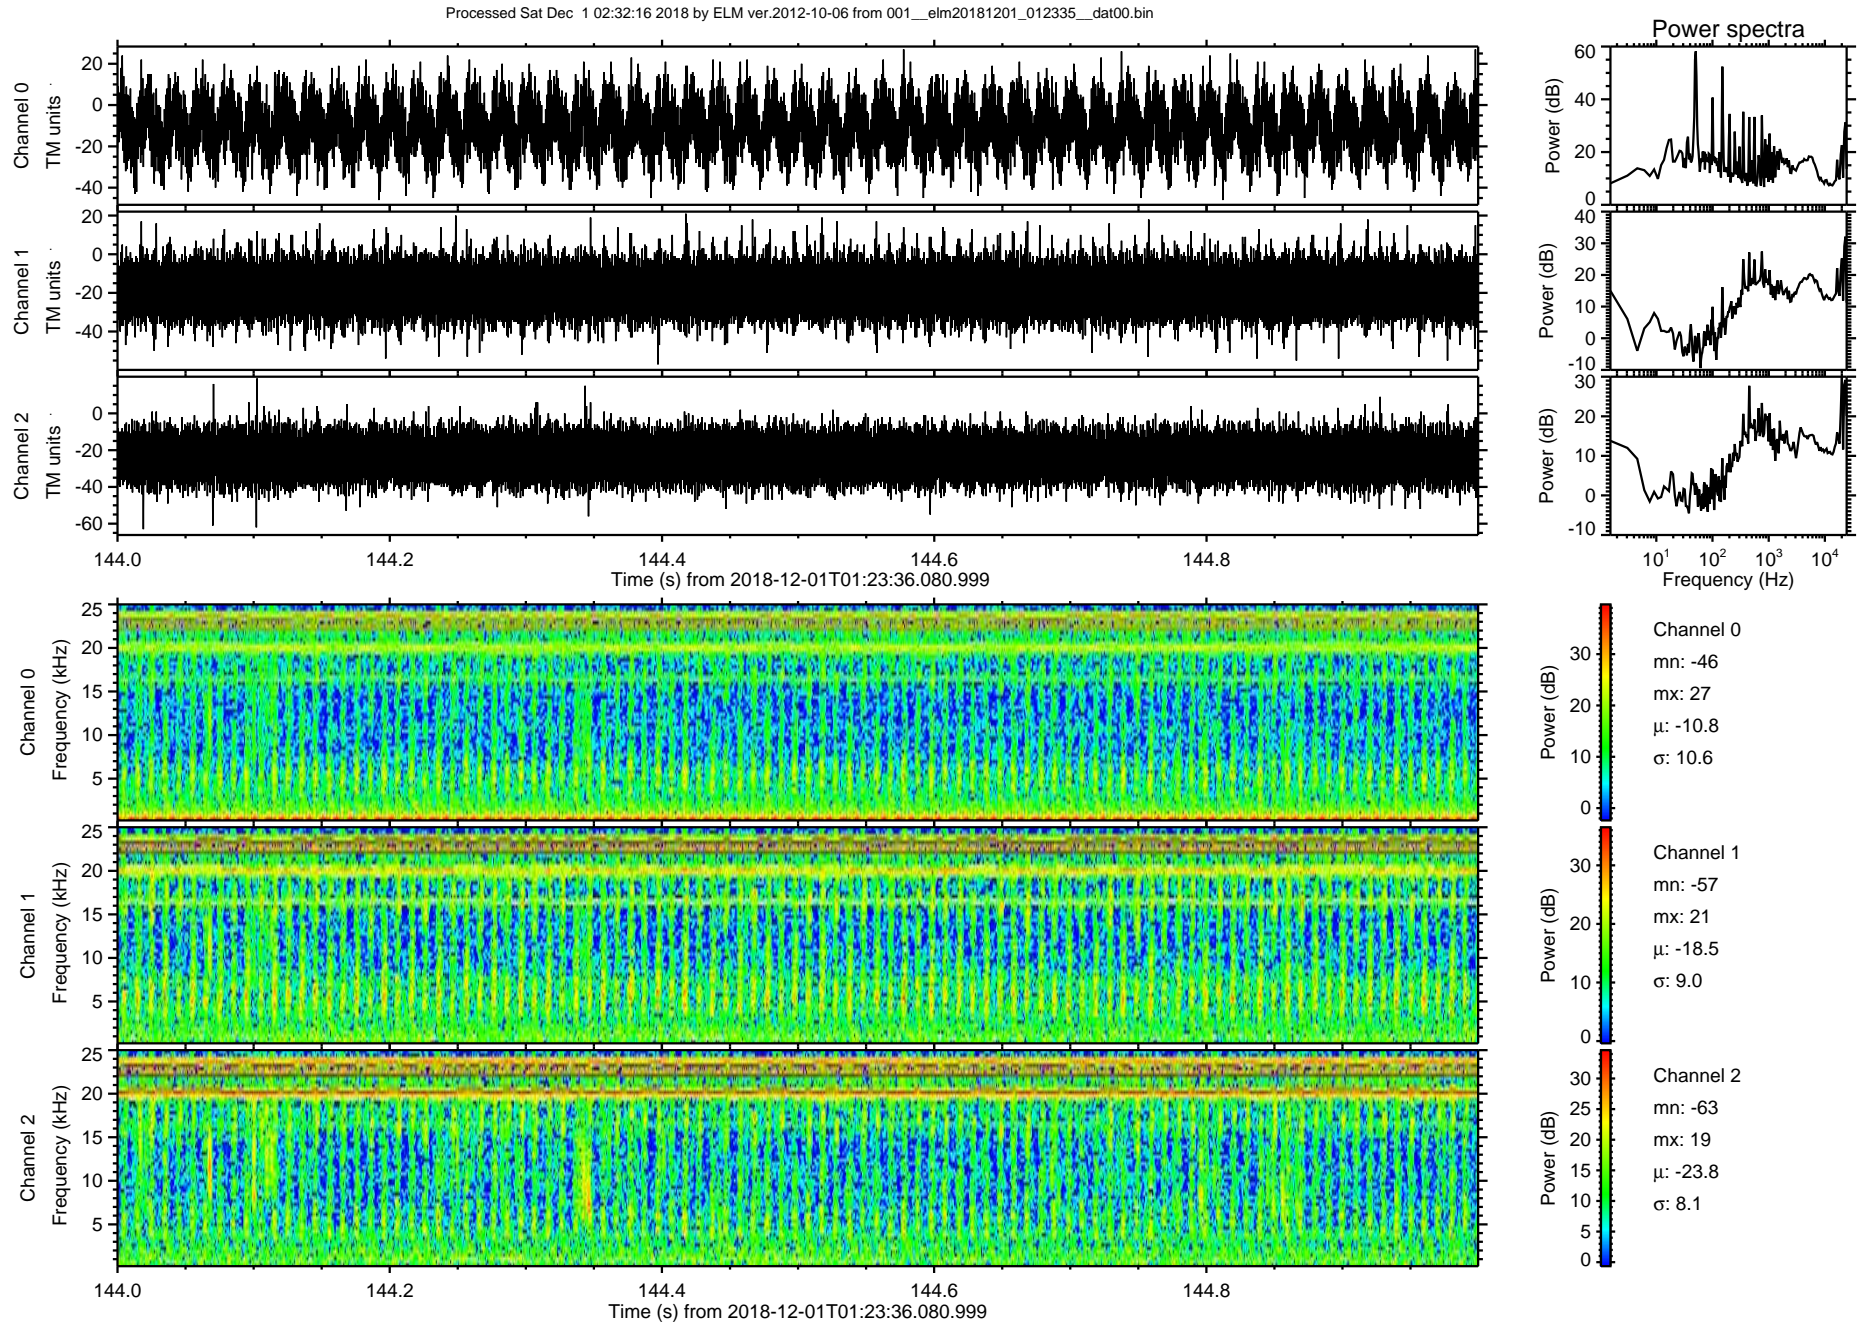 Processed Sat Dec  1 02:32:16 2018 by ELM ver.2012-10-06 from 001__elm20181201_012335__dat00.bin
Power spectra
Channel 0
TM units
20
0
-20
-40
Power (dB)
60
40
20
0
Channel 1
TM units
20
0
-20
-40
Power (dB)
40
30
20
10
0
-10
Channel 2
TM units
0
-20
-40
-60
Power (dB)
30
20
10
0
-10
144.0
144.2
144.4
144.6
144.8
Time (s) from 2018-12-01T01:23:36.080.999
10^1
10^2
10^3
10^4
Frequency (Hz)
Channel 0
Frequency (kHz)
25
20
15
10
5
Power (dB)
30
20
10
0
Channel 0
mn: -46
mx: 27
μ: -10.8
σ: 10.6
Channel 1
Frequency (kHz)
25
20
15
10
5
Power (dB)
30
20
10
0
Channel 1
mn: -57
mx: 21
μ: -18.5
σ: 9.0
Channel 2
Frequency (kHz)
25
20
15
10
5
Power (dB)
30
25
20
15
10
5
0
Channel 2
mn: -63
mx: 19
μ: -23.8
σ: 8.1
144.0
144.2
144.4
144.6
144.8
Time (s) from 2018-12-01T01:23:36.080.999